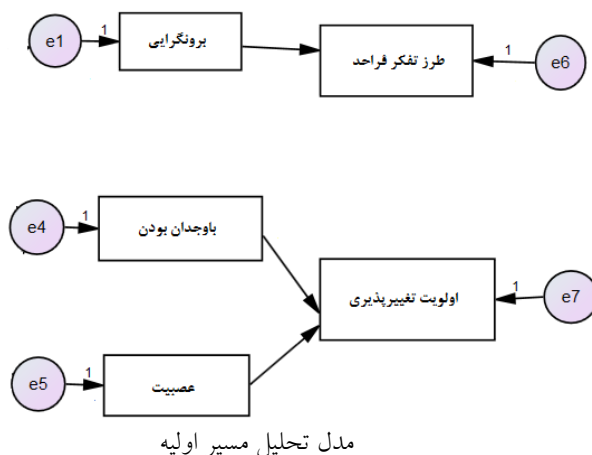 e1
1
برونگرایی
طرز تفکر فراحد
1
e6
e4
1
باوجدان بودن
اولویت تغییرپذیری
1
e7
e5
1
عصبیت
مدل تحلیل مسیر اولیه